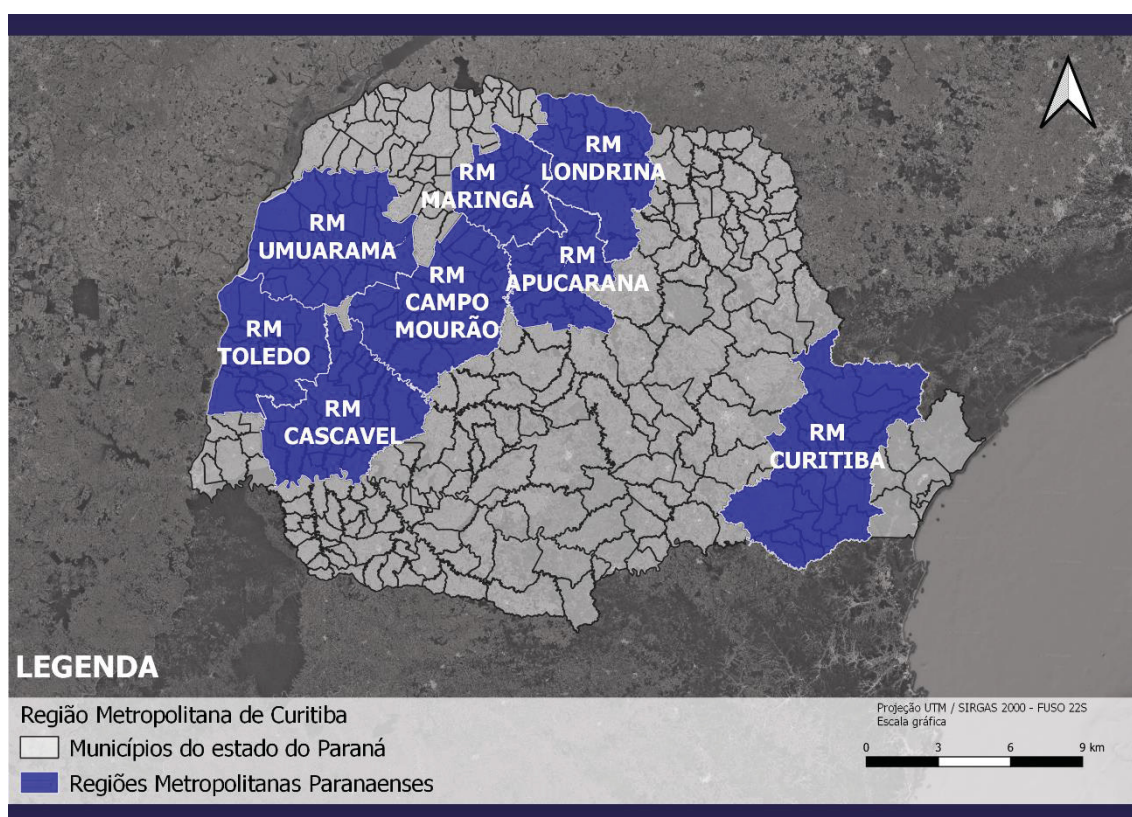 RM
LONDRINA
RM
MARINGÁ
RM
UMUARAMA
RM
APUCARANA
RM
CAMPO
MOURÃO
RM
TOLEDO
RM
CASCAVEL
RM
CURITIBA
LEGENDA
Região Metropolitana de Curitiba
Municípios do estado do Paraná
Regiões Metropolitanas Paranaenses
Projeção UTM / SIRGAS 2000 - FUSO 22S
Escala gráfica
0 3 6 9 km